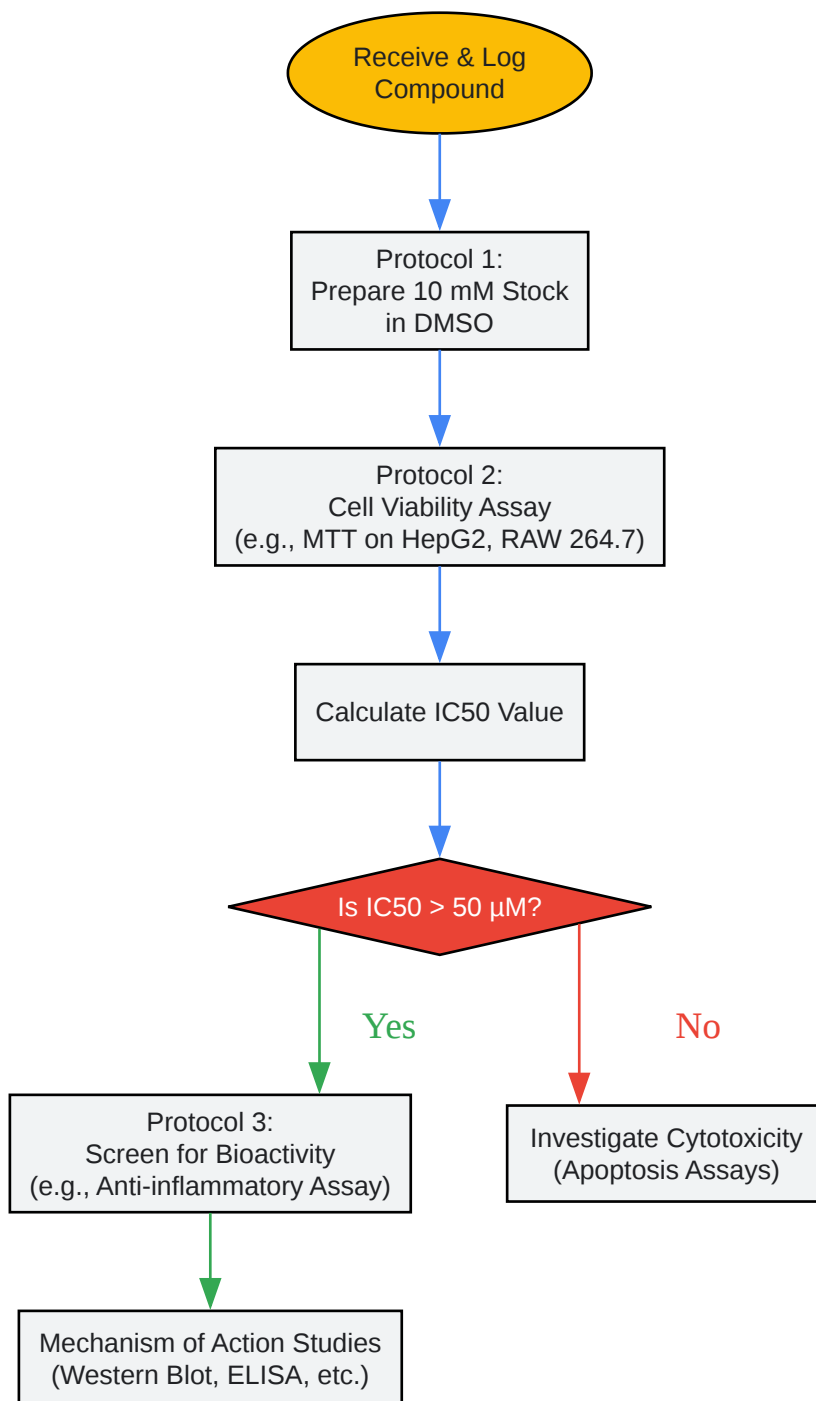 Receive & Log
Compound
Protocol 1:
Prepare 10 mM Stock
in DMSO
Protocol 2:
Cell Viability Assay
(e.g., MTT on HepG2, RAW 264.7)
Calculate IC50 Value
Is IC50 > 50 µM?
Yes
No
Protocol 3:
Screen for Bioactivity
(e.g., Anti-inflammatory Assay)
Investigate Cytotoxicity
(Apoptosis Assays)
Mechanism of Action Studies
(Western Blot, ELISA, etc.)